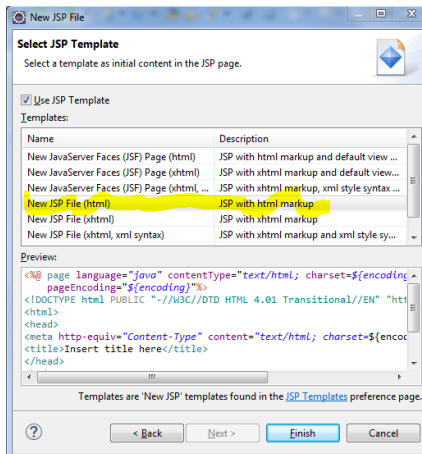 New JSP File
Select JSP Template
Select a template as initial content in the JSP page.
Use JSP Template
Templates:
Name Description
New JavaServer Faces (JSF) Page (html) JSP with html markup and default view ...
New JavaServer Faces (JSF) Page (xhtml) JSP with xhtml markup and default view...
New JavaServer Faces (JSF) Page (xhtml, ... JSP with xhtml markup, xml style syntax ...
New JSP File (html) JSP with html markup
New JSP File (xhtml) JSP with xhtml markup
New JSP File (xhtml, xml syntax) JSP with xhtml markup and xml style sy...
Preview:
<%@ page language="java" contentType="text/html; charset=${encoding
pageEncoding="${encoding}"%>
<!DOCTYPE html PUBLIC "-//W3C//DTD HTML 4.01 Transitional//EN" "htt
<html>
<head>
<meta http-equiv="Content-Type" content="text/html; charset=${encod
<title>Insert title here</title>
</head>
Templates are 'New JSP' templates found in the JSP Templates preference page.
? < Back Next > Finish Cancel